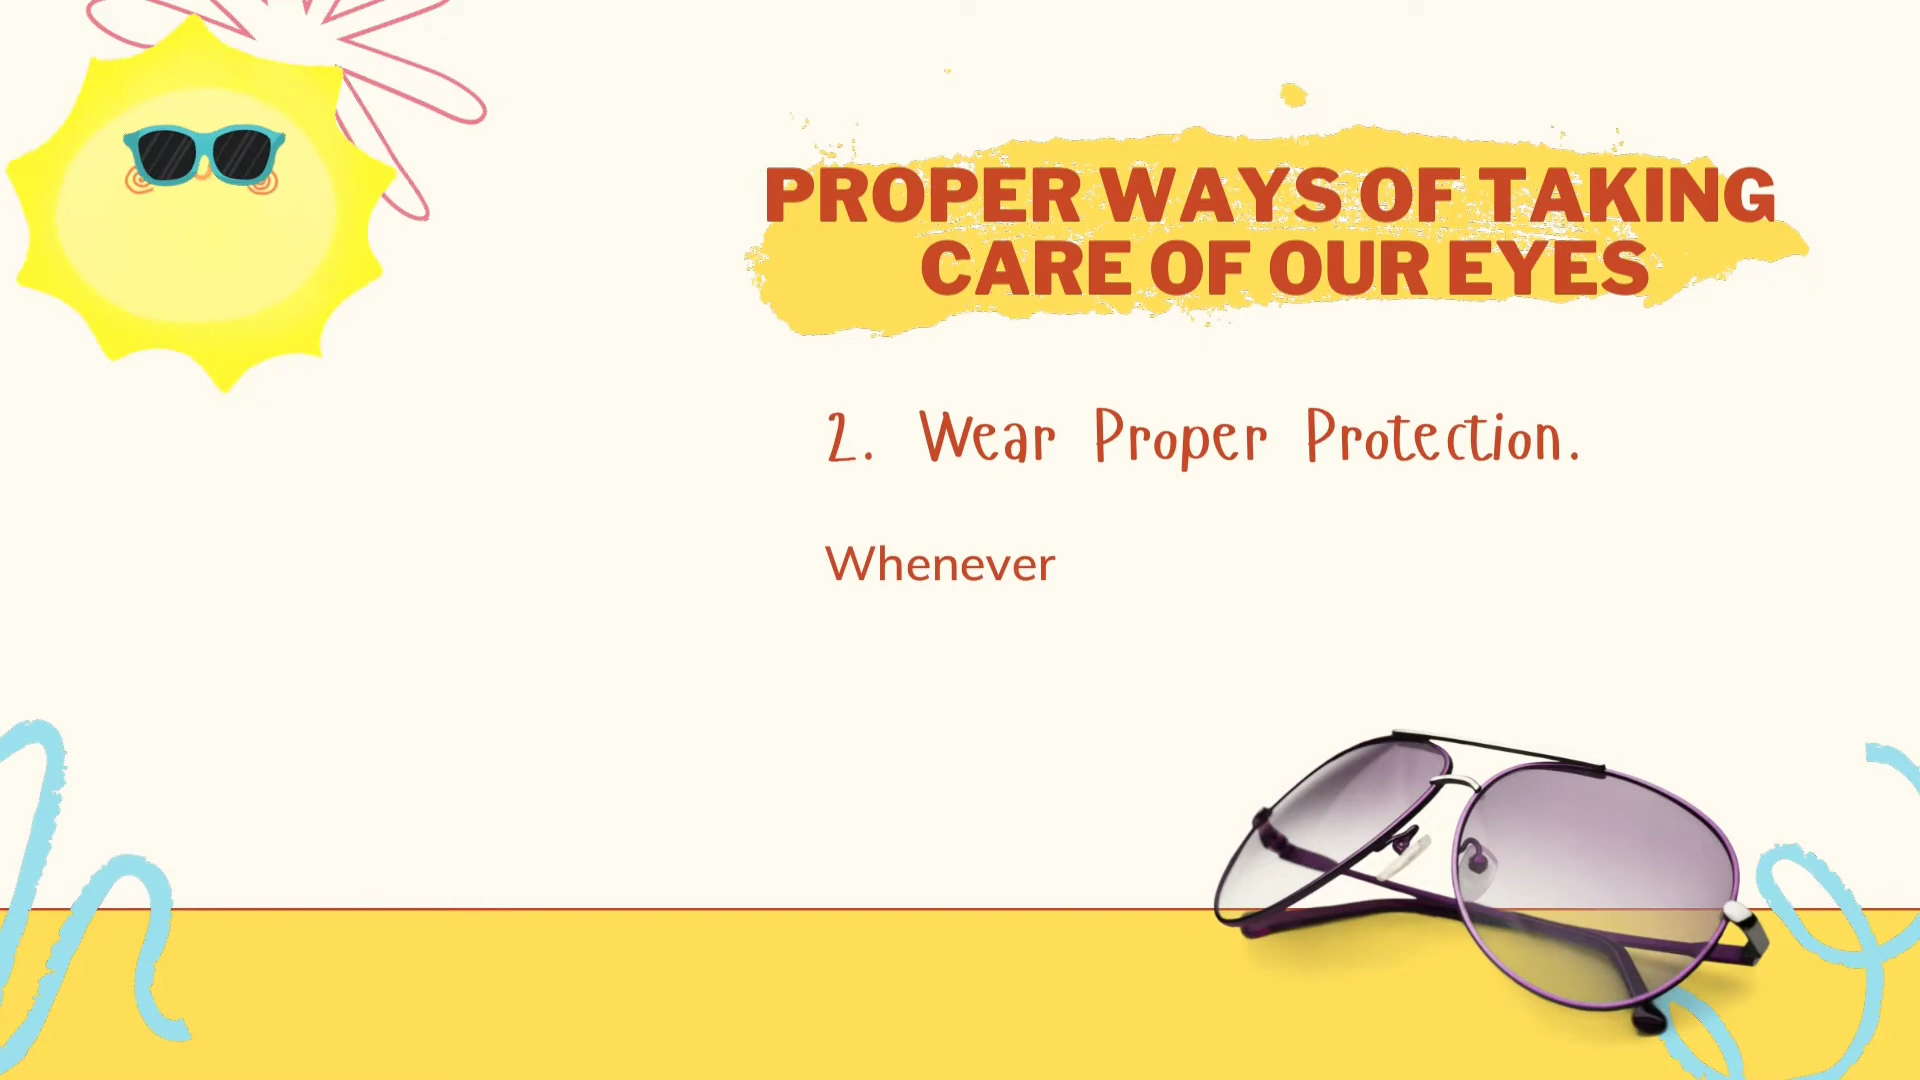 PROPER WAYS OF TAKING
CARE OF OUR EYES
2. Wear Proper Protection.
Whenever